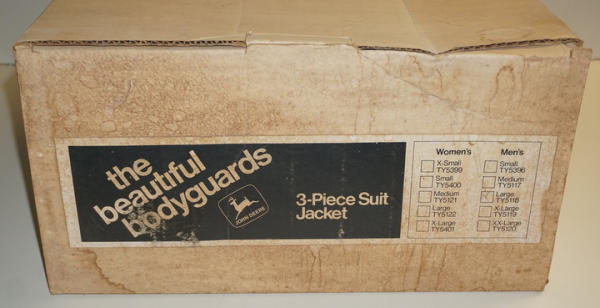 the
beautiful
bodyguards
JOHN DEERE
3-Piece Suit
Jacket
Women's
X-Small
TY5399
Small
TY5400
Medium
TY5121
Large
TY5122
X-Large
TY5401
Men's
Small
TY5396
Medium
TY5117
Large
TY5118
X-Large
TY5119
XX-Large
TY5120